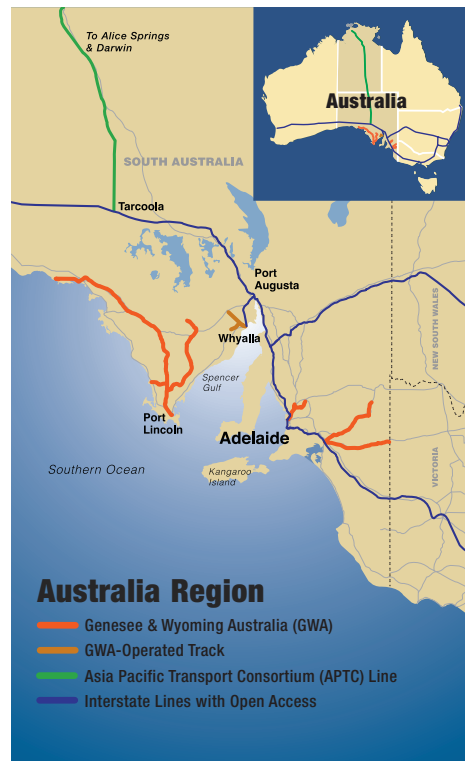 To Alice Springs
& Darwin
Australia
SOUTH AUSTRALIA
Tarcoola
Port
Augusta
NEW SOUTH WALES
Whyalla
Spencer
Gulf
Port
Lincoln
Adelaide
Kangaroo
Island
Southern Ocean
VICTORIA
Australia Region
Genesee & Wyoming Australia (GWA)
GWA-Operated Track
Asia Pacific Transport Consortium (APTC) Line
Interstate Lines with Open Access